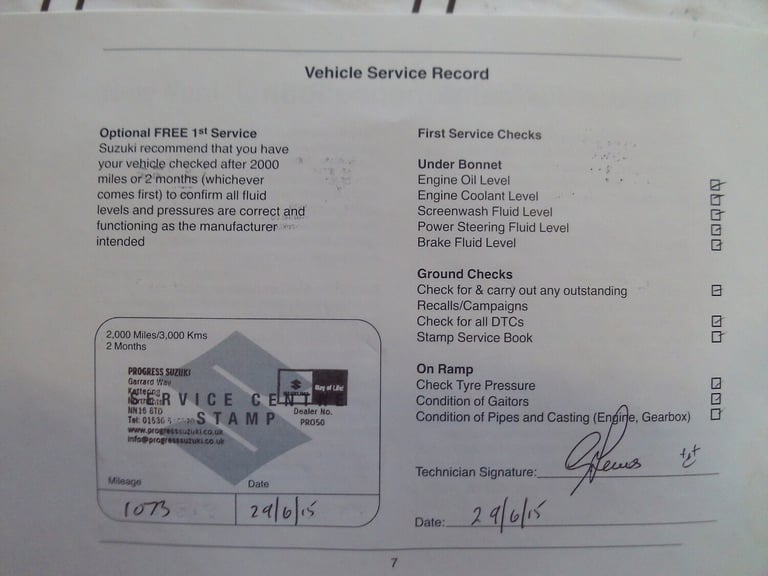 Vehicle Service Record
Optional FREE 1st Service
Suzuki recommend that you have
your vehicle checked after 2000
miles or 2 months (whichever
comes first) to confirm all fluid
levels and pressures are correct and
functioning as the manufacturer
intended
2,000 Miles/3,000 Kms
2 Months
PROGRESS SUZUKI
Garrard Way
Kettering
Northants
NN16 8TD
Tel: 01536
www.progresssuzuki.co.uk
info@progresssuzuki.co.uk
SERVICE CENTRE
STAMP
SUZUKI
Way of Life!
Dealer No.
PRO50
Mileage
Date
1073
29/6/15
First Service Checks
Under Bonnet
Engine Oil Level
Engine Coolant Level
Screenwash Fluid Level
Power Steering Fluid Level
Brake Fluid Level
Ground Checks
Check for & carry out any outstanding
Recalls/Campaigns
Check for all DTCs
Stamp Service Book
On Ramp
Check Tyre Pressure
Condition of Gaitors
Condition of Pipes and Casting (Engine, Gearbox)
Technician Signature:
Date: 29/6/15
7